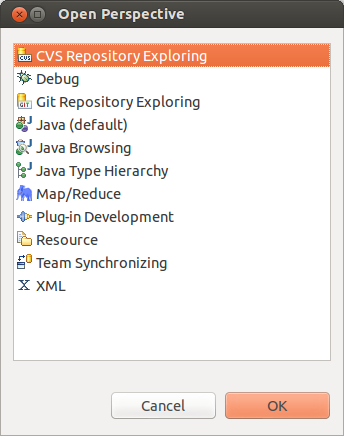 Open Perspective
CVS Repository Exploring
Debug
Git Repository Exploring
Java (default)
Java Browsing
Java Type Hierarchy
Map/Reduce
Plug-in Development
Resource
Team Synchronizing
XML
Cancel
OK